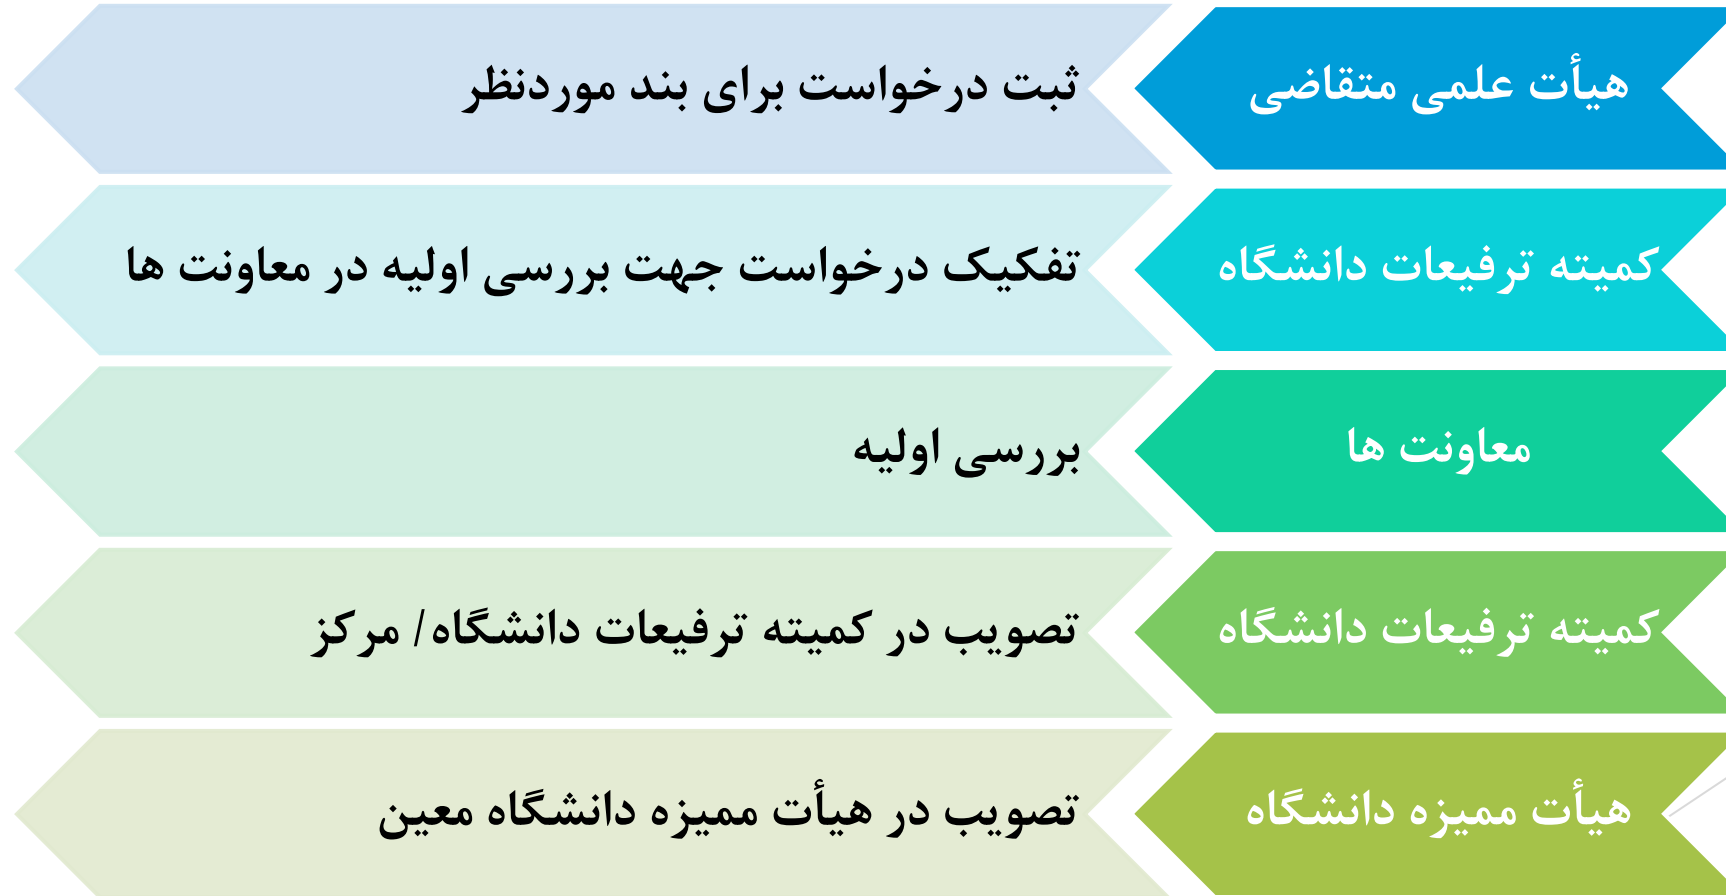 هیأت علمی متقاضی
ثبت درخواست برای بند موردنظر
کمیته ترفیعات دانشگاه
تفکیک درخواست جهت بررسی اولیه در معاونت ها
معاونت ها
بررسی اولیه
کمیته ترفیعات دانشگاه
تصویب در کمیته ترفیعات دانشگاه/ مرکز
هیأت ممیزه دانشگاه
تصویب در هیأت ممیزه دانشگاه معین